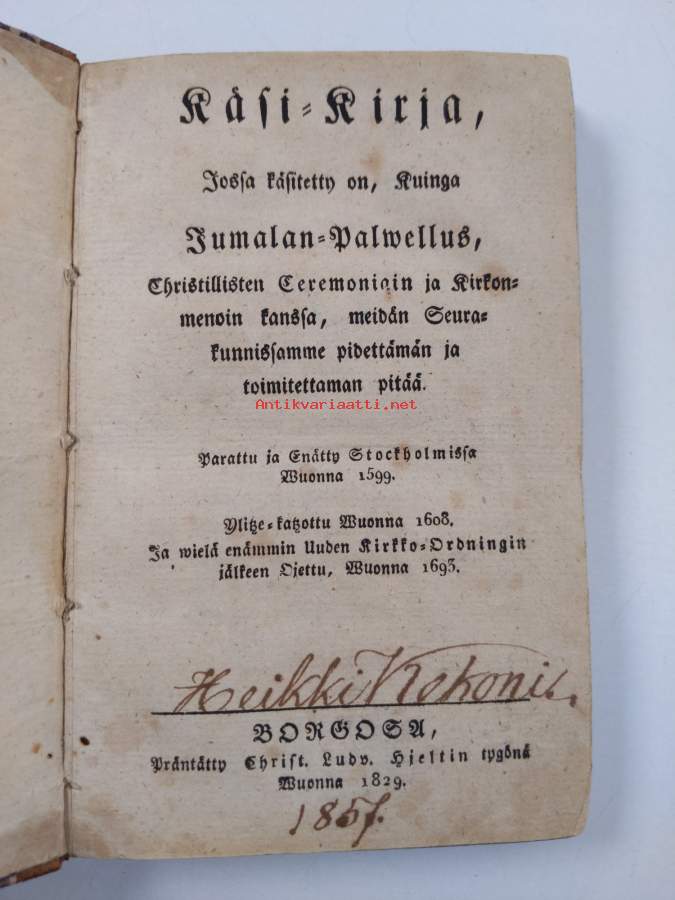 Käsi-Kirja,
Jossa käsitetty on, Kuinga
Jumalan-Palwellus,
Christillisten Ceremoniain ja Kirkon-
menoin kanssa, meidän Seura-
kunnissamme pidettämän ja
toimitettaman pitää.
Antikvariaatti.net
Parattu ja Enätty Stockholmissa
Wuonna 1599.
Ylitze-katzottu Wuonna 1608.
Ja wielä enämmin Uuden Kirkko-Ordningin
jälkeen Ojettu, Wuonna 1693.
Heikki
BORGOSA,
Präntätty Christ. Ludv. Hjeltin tygönä
Wuonna 1829.
1857.